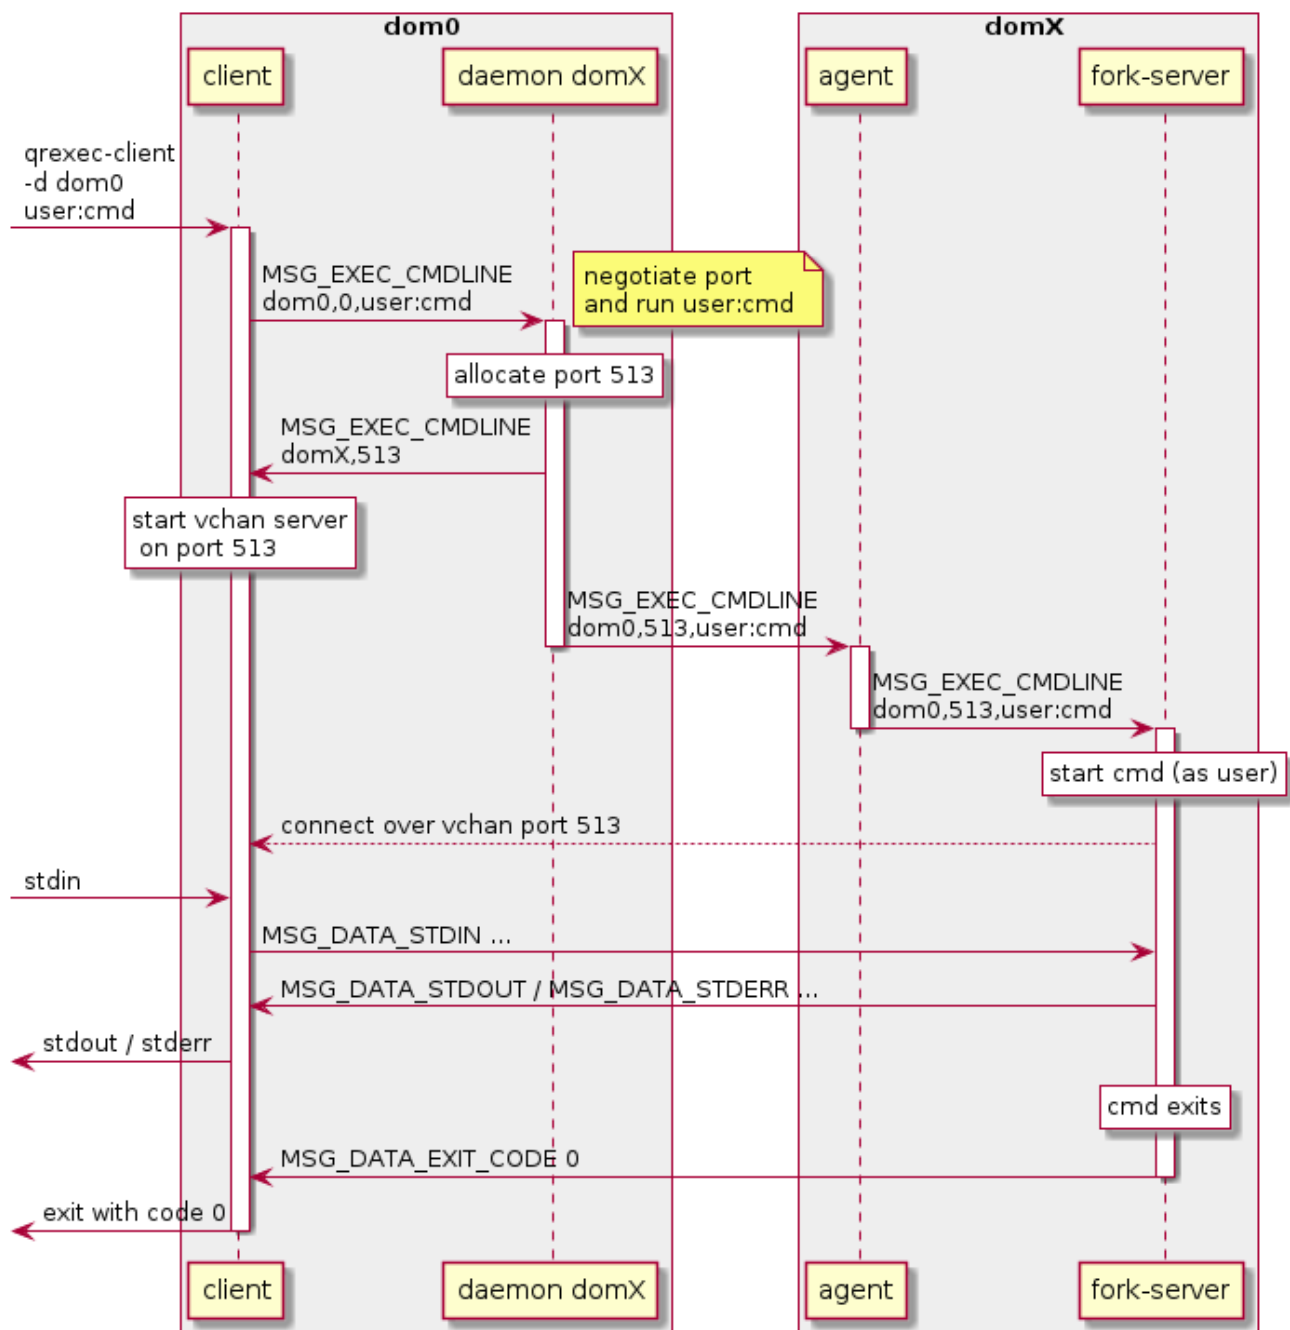 dom0
domX
client
daemon domX
agent
fork-server
qrexec-client
-d dom0
user:cmd
MSG_EXEC_CMDLINE
dom0,0,user:cmd
negotiate port
and run user:cmd
allocate port 513
MSG_EXEC_CMDLINE
domX,513
start vchan server
on port 513
MSG_EXEC_CMDLINE
dom0,513,user:cmd
MSG_EXEC_CMDLINE
dom0,513,user:cmd
start cmd (as user)
connect over vchan port 513
stdin
MSG_DATA_STDIN ...
MSG_DATA_STDOUT / MSG_DATA_STDERR ...
stdout / stderr
cmd exits
MSG_DATA_EXIT_CODE 0
exit with code 0
client
daemon domX
agent
fork-server